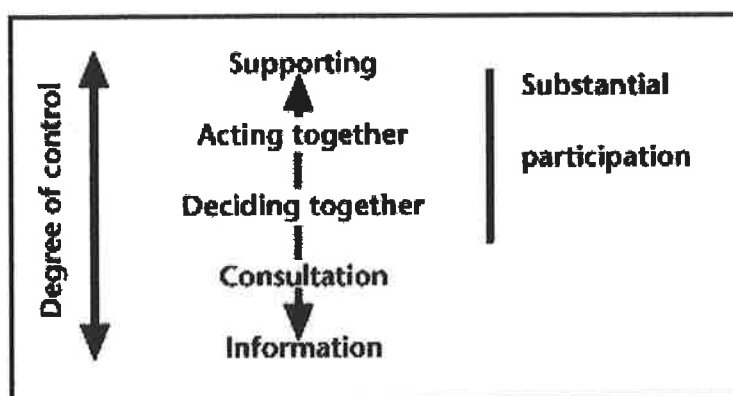 Degree of control
Supporting
Acting together
Deciding together
Consultation
Information
Substantial
participation